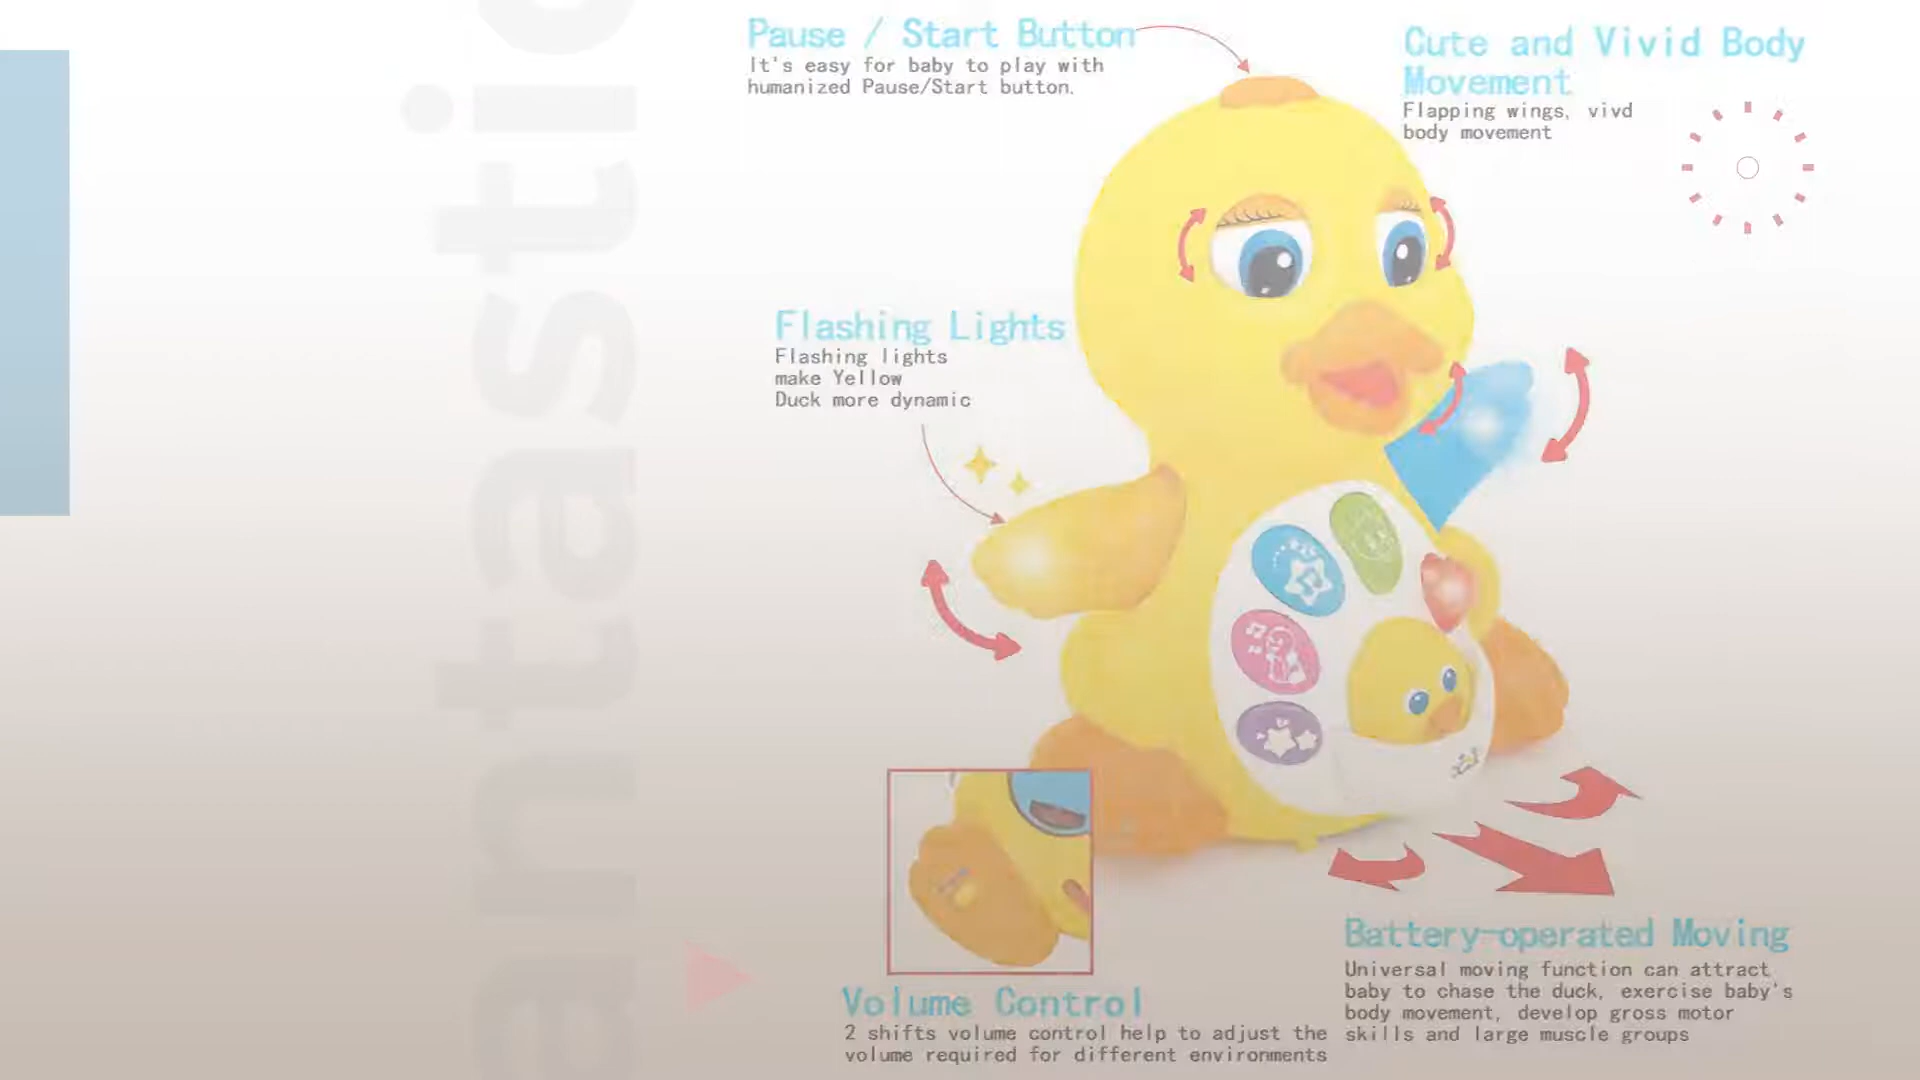 Pause / Start Button
It's easy for baby to play with
humanized Pause/Start button.
Cute and Vivid Body
Movement
Flapping wings, vivd
body movement
Flashing Lights
Flashing lights
make Yellow
Duck more dynamic
Volume Control
2 shifts volume control help to adjust the
volume required for different environments
Battery-operated Moving
Universal moving function can attract
baby to chase the duck, exercise baby's
body movement, develop gross motor
skills and large muscle groups
antasti